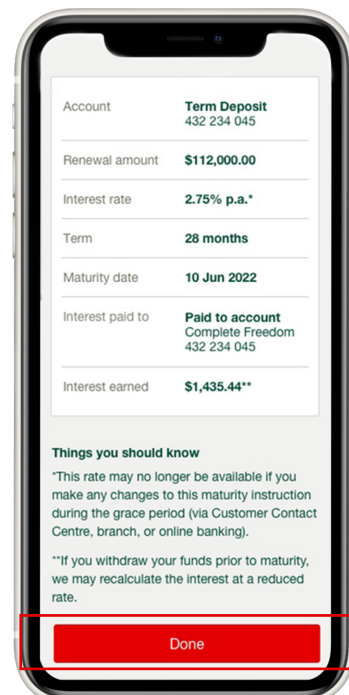 Account Term Deposit
432 234 045
Renewal amount $112,000.00
Interest rate 2.75% p.a.*
Term 28 months
Maturity date 10 Jun 2022
Interest paid to Paid to account
Complete Freedom
432 234 045
Interest earned $1,435.44**
Things you should know
*This rate may no longer be available if you
make any changes to this maturity instruction
during the grace period (via Customer Contact
Centre, branch, or online banking).
**If you withdraw your funds prior to maturity,
we may recalculate the interest at a reduced
rate.
Done